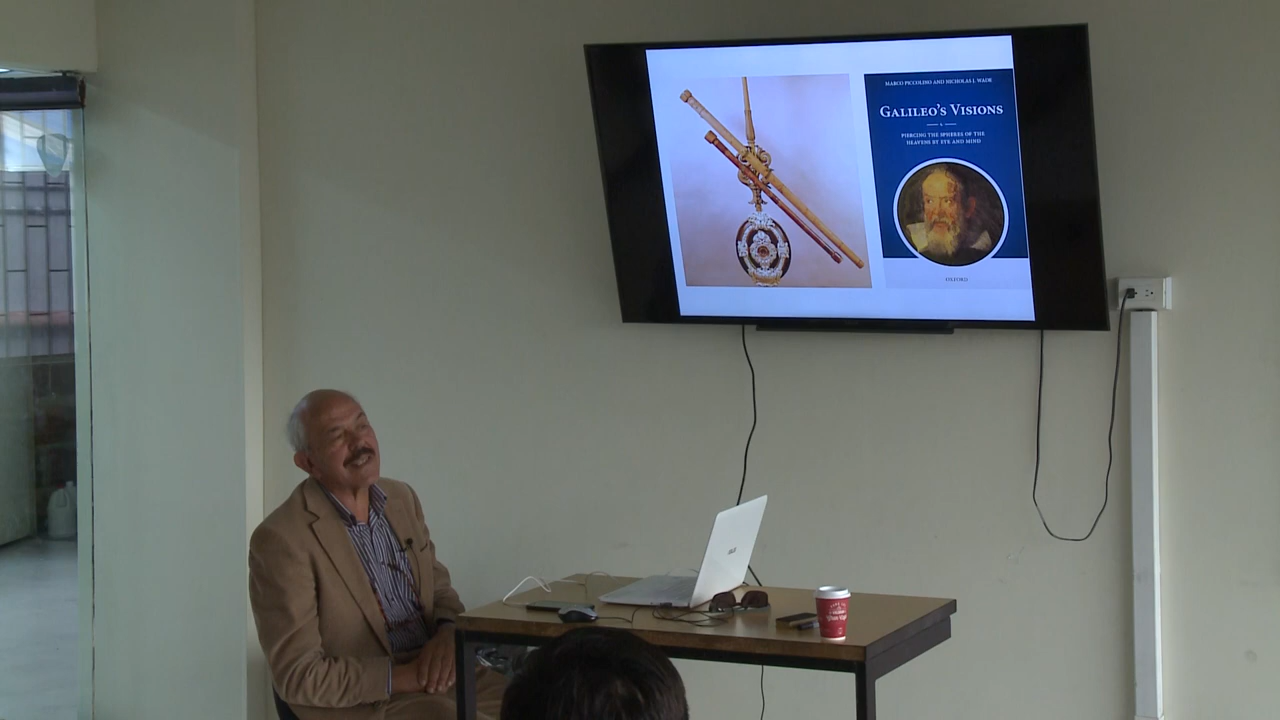 MARCO PICCOLINO AND NICHOLAS J. WADE
GALILEO'S VISIONS
PIERCING THE SPHERES OF THE
HEAVENS BY EYE AND MIND
OXFORD